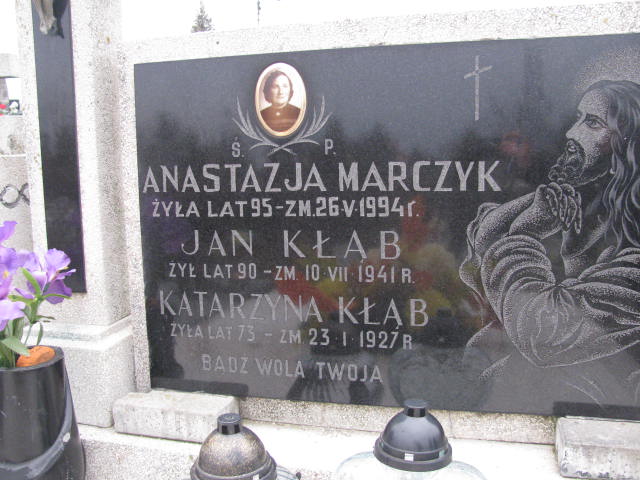 Ś. P.
ANASTAZJA MARCZYK
ŻYŁA LAT 95 - ZM. 26·V·1994 r.
JAN KŁĄB
ŻYŁ LAT 90 - ZM 10 VII 1941 R.
KATARZYNA KŁĄB
ŻYŁA LAT 73 - ZM 23 I 1927 R
BĄDŹ WOLA TWOJA